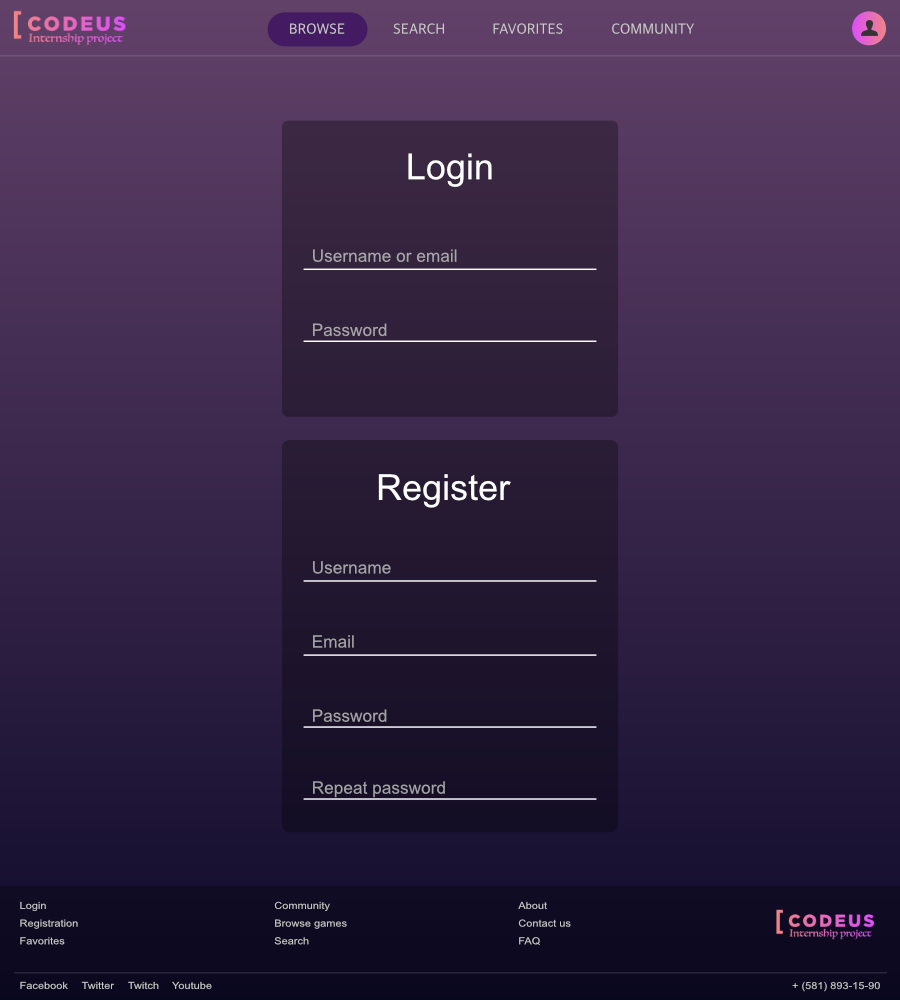 [ CODEUS
Internship project
BROWSE SEARCH FAVORITES COMMUNITY
Login
Username or email
Password
Register
Username
Email
Password
Repeat password
Login
Registration
Favorites
Community
Browse games
Search
About
Contact us
FAQ
[ CODEUS
Internship project
Facebook Twitter Twitch Youtube
+ (581) 893-15-90